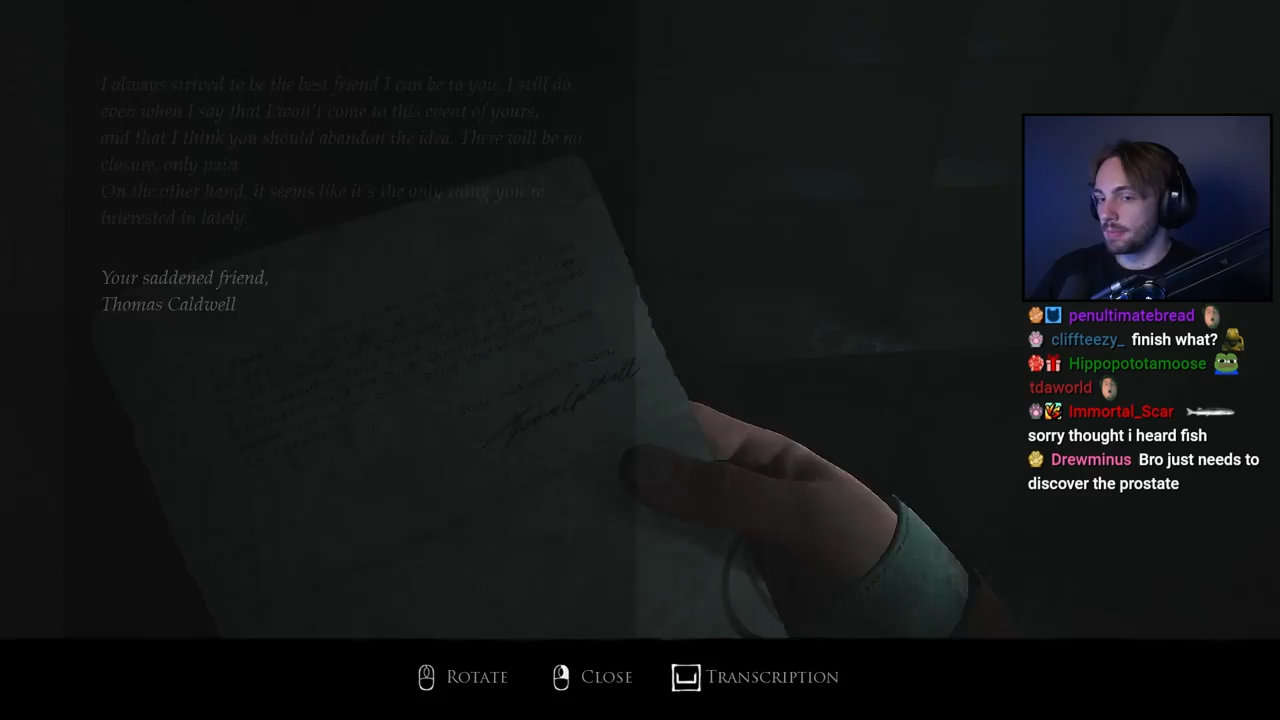 I always strived to be the best friend I can be to you. I still do,
even when I say that I won't come to this event of yours,
and that I think you should abandon the idea. There will be no
closure, only pain.
On the other hand, it seems like it's the only thing you're
interested in lately.
Your saddened friend,
Thomas Caldwell
penultimatebread
cliffteezy_ finish what?
Hippopototamoose
tdaworld
Immortal_Scar
sorry thought i heard fish
Drewminus Bro just needs to
discover the prostate
ROTATE CLOSE TRANSCRIPTION